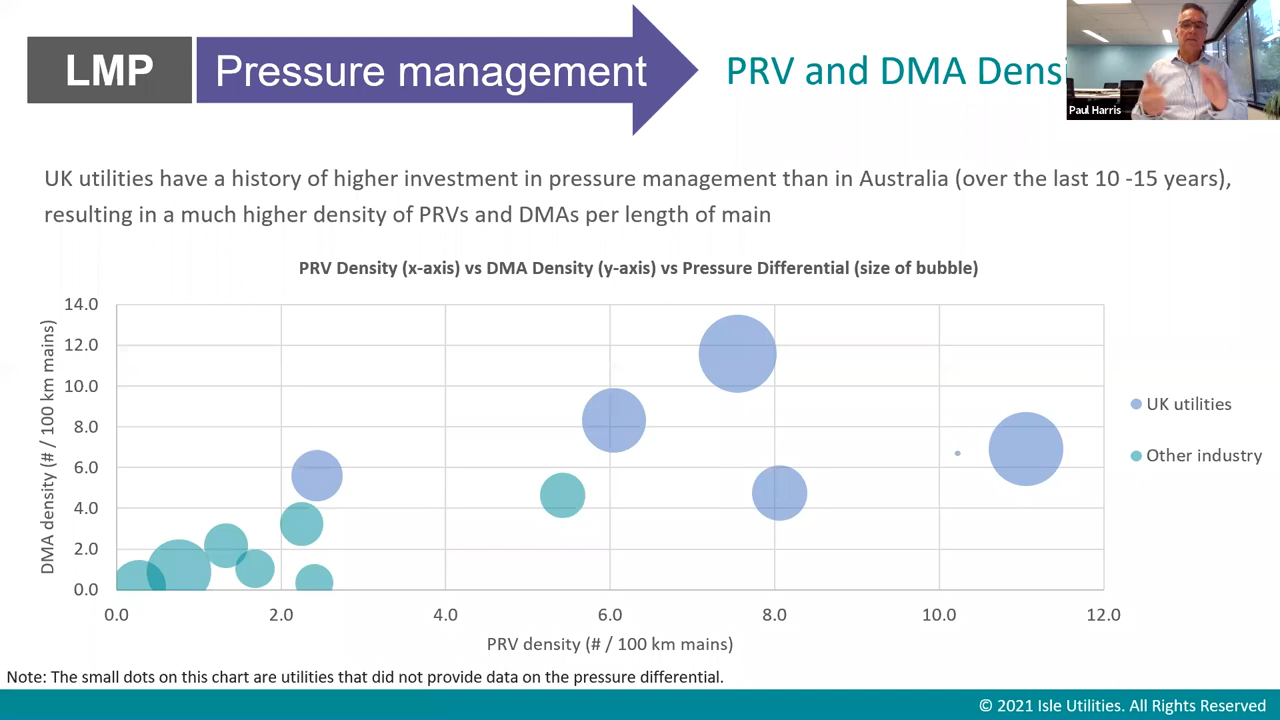 LMP
Pressure management
PRV and DMA
Paul Harris
UK utilities have a history of higher investment in pressure management than in Australia (over the last 10 -15 years),
resulting in a much higher density of PRVs and DMAs per length of main
PRV Density (x-axis) vs DMA Density (y-axis) vs Pressure Differential (size of bubble)
DMA density (# / 100 km mains)
14.0
12.0
10.0
8.0
6.0
4.0
2.0
0.0
0.0 2.0 4.0 6.0 8.0 10.0 12.0
PRV density (# / 100 km mains)
UK utilities
Other industry
Note: The small dots on this chart are utilities that did not provide data on the pressure differential.
© 2021 Isle Utilities. All Rights Reserved